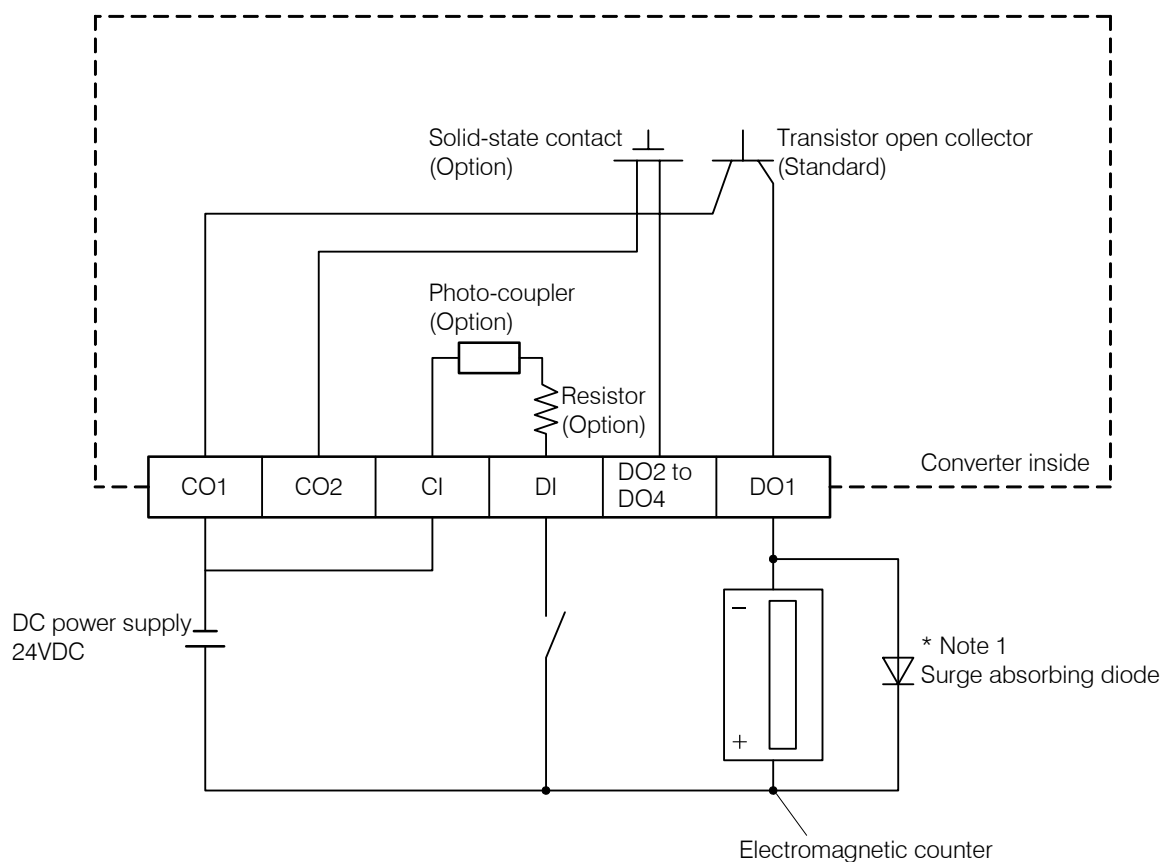 Solid-state contact
(Option)
Transistor open collector
(Standard)
Photo-coupler
(Option)
Resistor
(Option)
Converter inside
CO1
CO2
CI
DI
DO2 to
DO4
DO1
DC power supply
24VDC
−
+
* Note 1
Surge absorbing diode
Electromagnetic counter